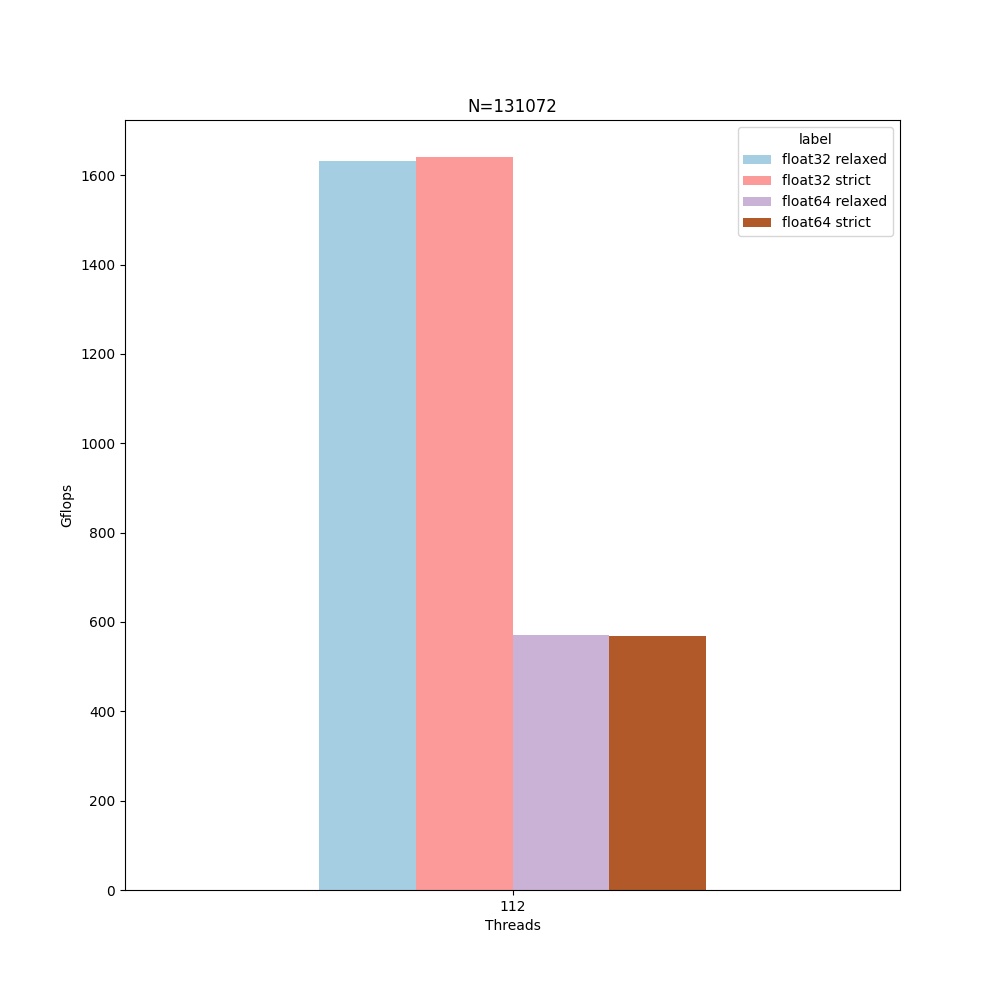 N=131072
label
float32 relaxed
float32 strict
float64 relaxed
float64 strict
1600
1400
1200
1000
800
600
400
200
0
Gflops
112
Threads